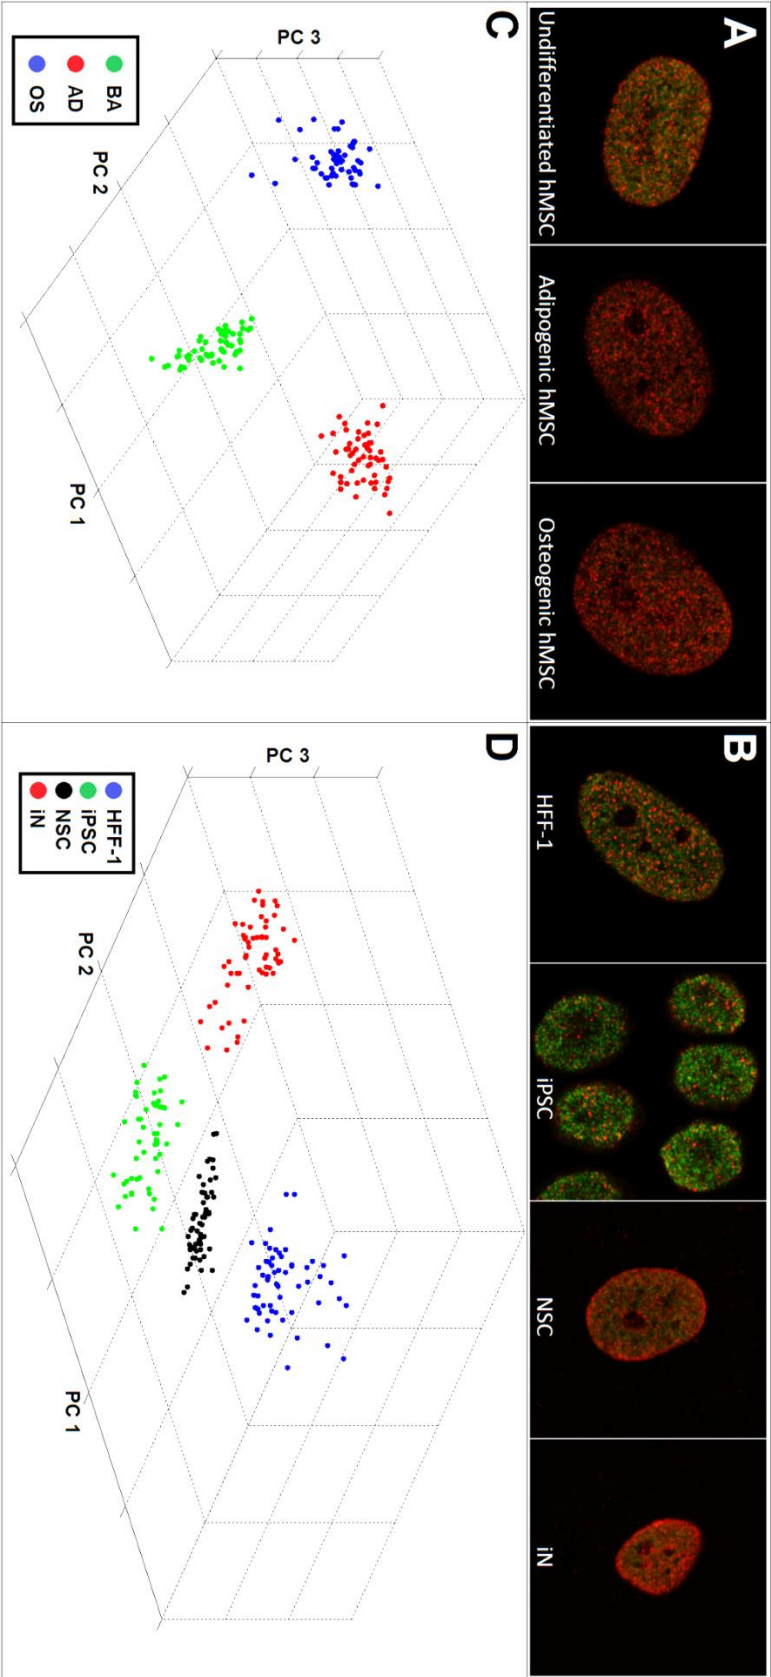 A
Undifferentiated hMSC
Adipogenic hMSC
Osteogenic hMSC
B
HFF-1
iPSC
NSC
iN
C
PC 3
PC 2
PC 1
BA
AD
OS
D
PC 3
PC 2
PC 1
HFF-1
iPSC
NSC
iN